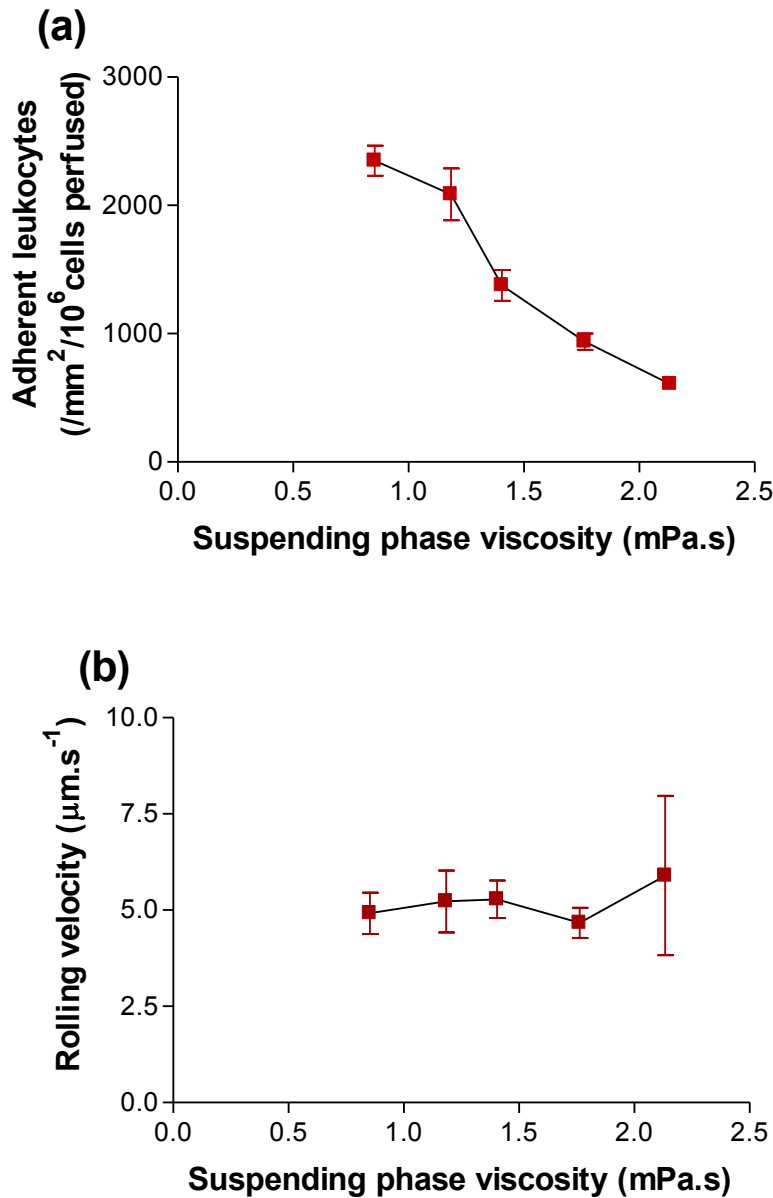 (a)
3000
2000
1000
0
Adherent leukocytes
(/mm²/10⁶ cells perfused)
0.0 0.5 1.0 1.5 2.0 2.5
Suspending phase viscosity (mPa.s)
(b)
10.0
7.5
5.0
2.5
0.0
Rolling velocity (μm.s⁻¹)
0.0 0.5 1.0 1.5 2.0 2.5
Suspending phase viscosity (mPa.s)